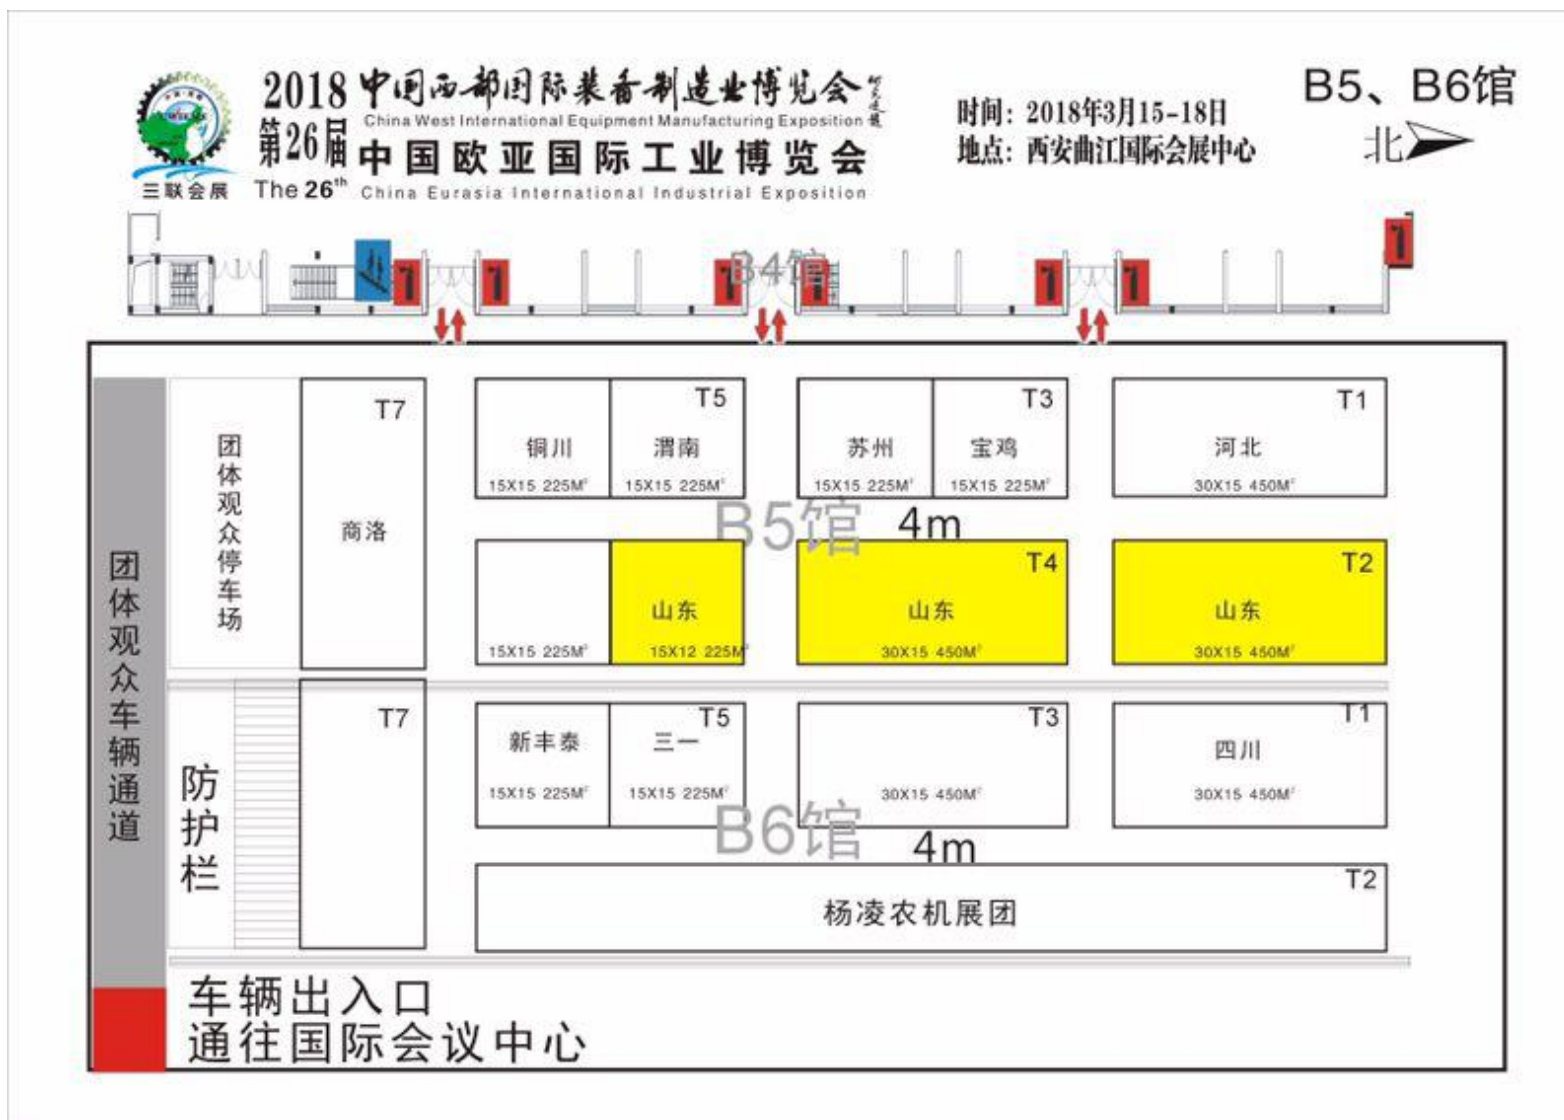 2018 中国西部国际装备制造业博览会
China West International Equipment Manufacturing Exposition
第26届 中国欧亚国际工业博览会
The 26th China Eurasia International Industrial Exposition
三联会展
时间：2018年3月15-18日
地点：西安曲江国际会展中心
B5、B6馆
北
B4馆
T7
T5
T3
T1
团体观众停车场
商洛
铜川
渭南
苏州
宝鸡
河北
15X15 225M²
15X15 225M²
15X15 225M²
15X15 225M²
30X15 450M²
B5馆
4m
T4
T2
山东
山东
山东
15X15 225M²
15X12 225M²
30X15 450M²
30X15 450M²
团体观众车辆通道
防护栏
T7
T5
T3
T1
新丰泰
三一
四川
15X15 225M²
15X15 225M²
30X15 450M²
30X15 450M²
B6馆
4m
T2
杨凌农机展团
车辆出入口
通往国际会议中心